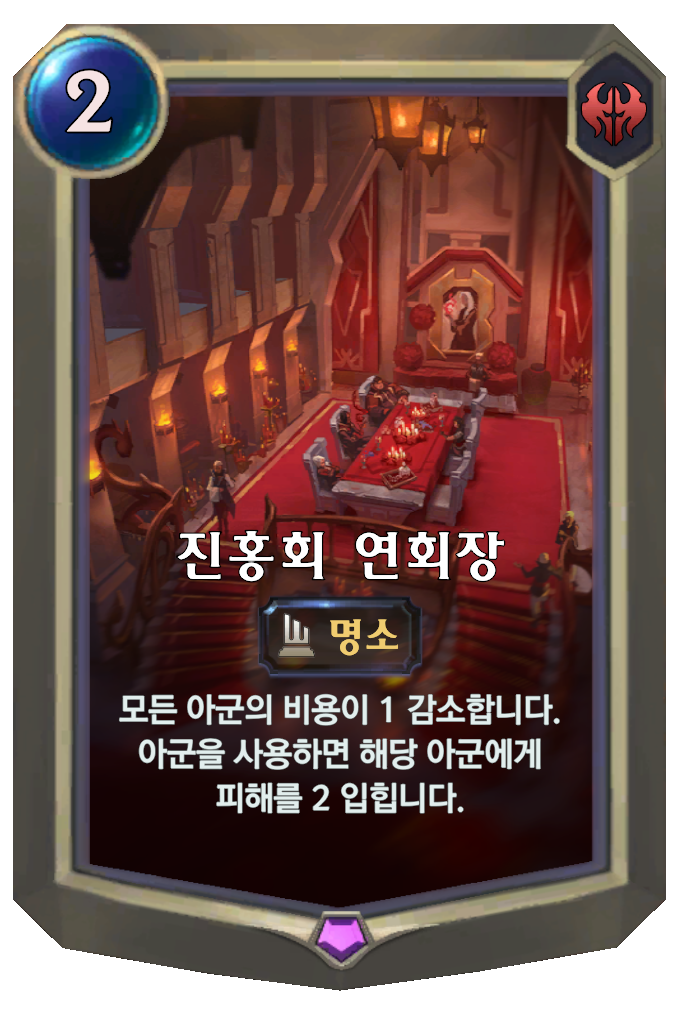 2
진홍회 연회장
명소
모든 아군의 비용이 1 감소합니다.
아군을 사용하면 해당 아군에게
피해를 2 입힙니다.